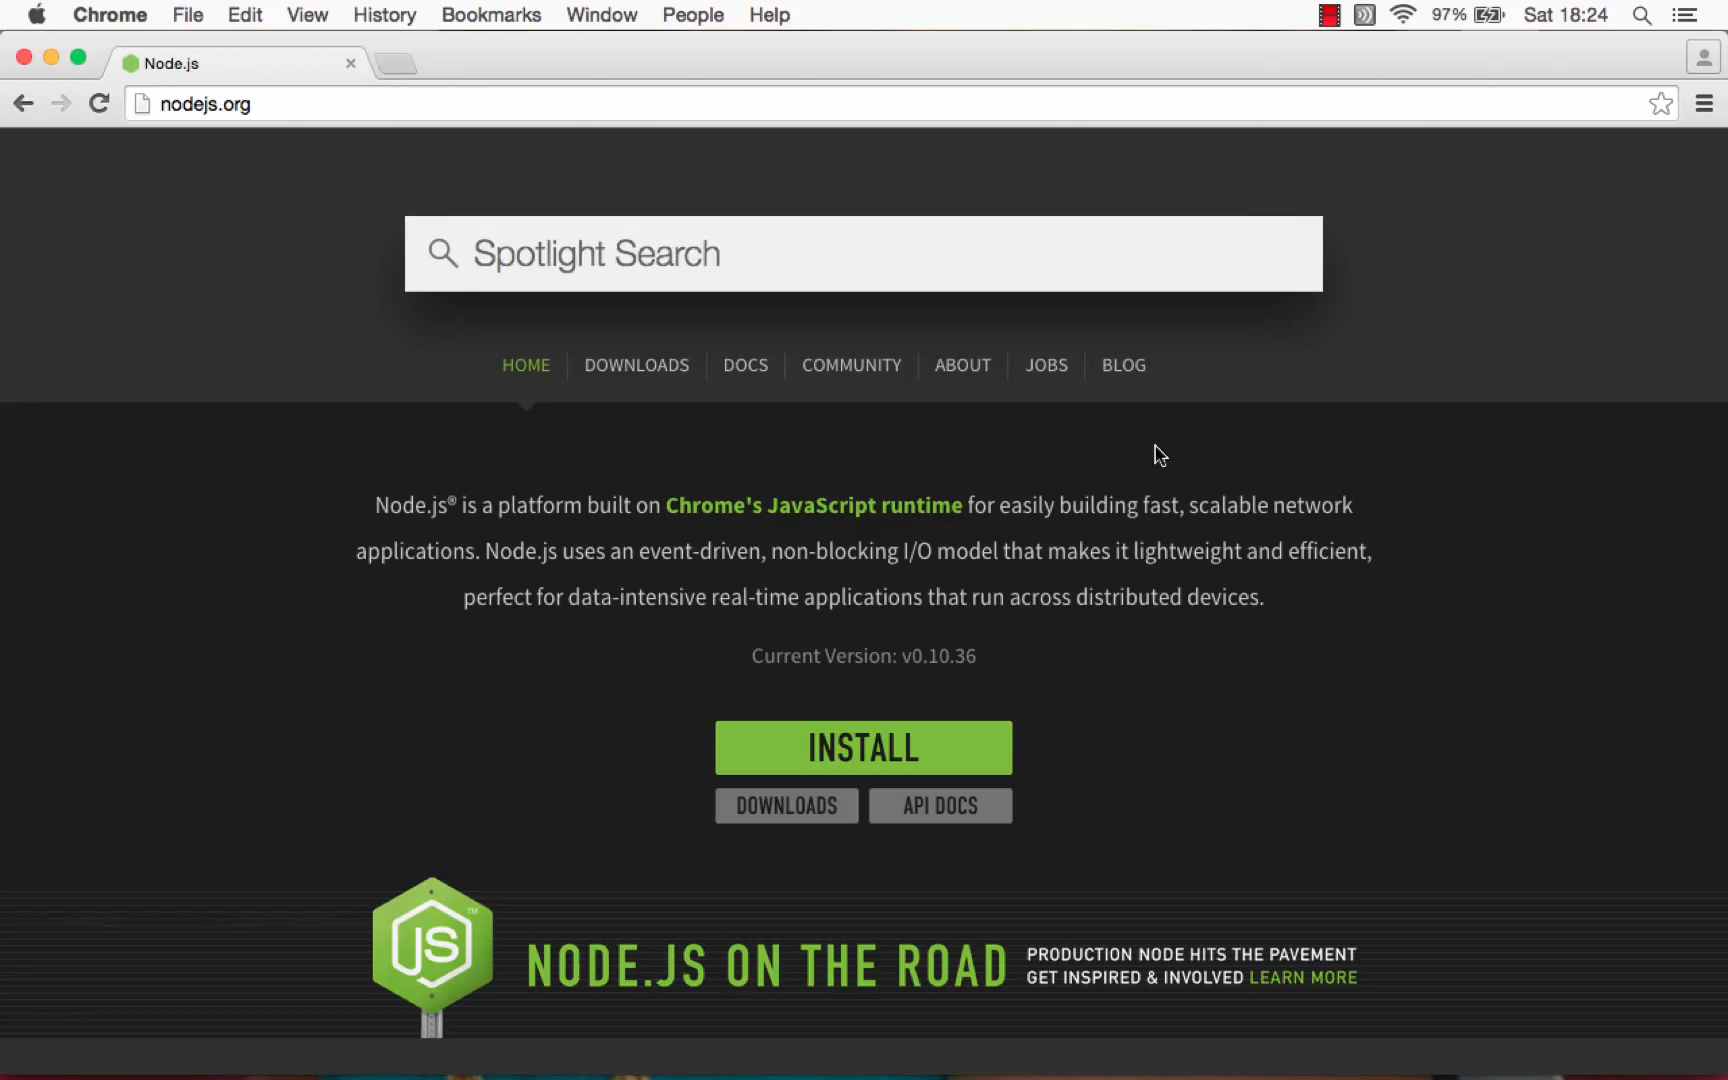 Chrome File Edit View History Bookmarks Window People Help 97% Sat 18:24
Node.js
nodejs.org
Spotlight Search
HOME DOWNLOADS DOCS COMMUNITY ABOUT JOBS BLOG
Node.js® is a platform built on Chrome's JavaScript runtime for easily building fast, scalable network
applications. Node.js uses an event-driven, non-blocking I/O model that makes it lightweight and efficient,
perfect for data-intensive real-time applications that run across distributed devices.
Current Version: v0.10.36
INSTALL
DOWNLOADS API DOCS
JS™
NODE.JS ON THE ROAD
PRODUCTION NODE HITS THE PAVEMENT
GET INSPIRED & INVOLVED LEARN MORE